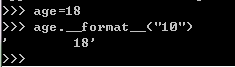 >>> age=18
>>> age.__format__("10")
'        18'
>>>